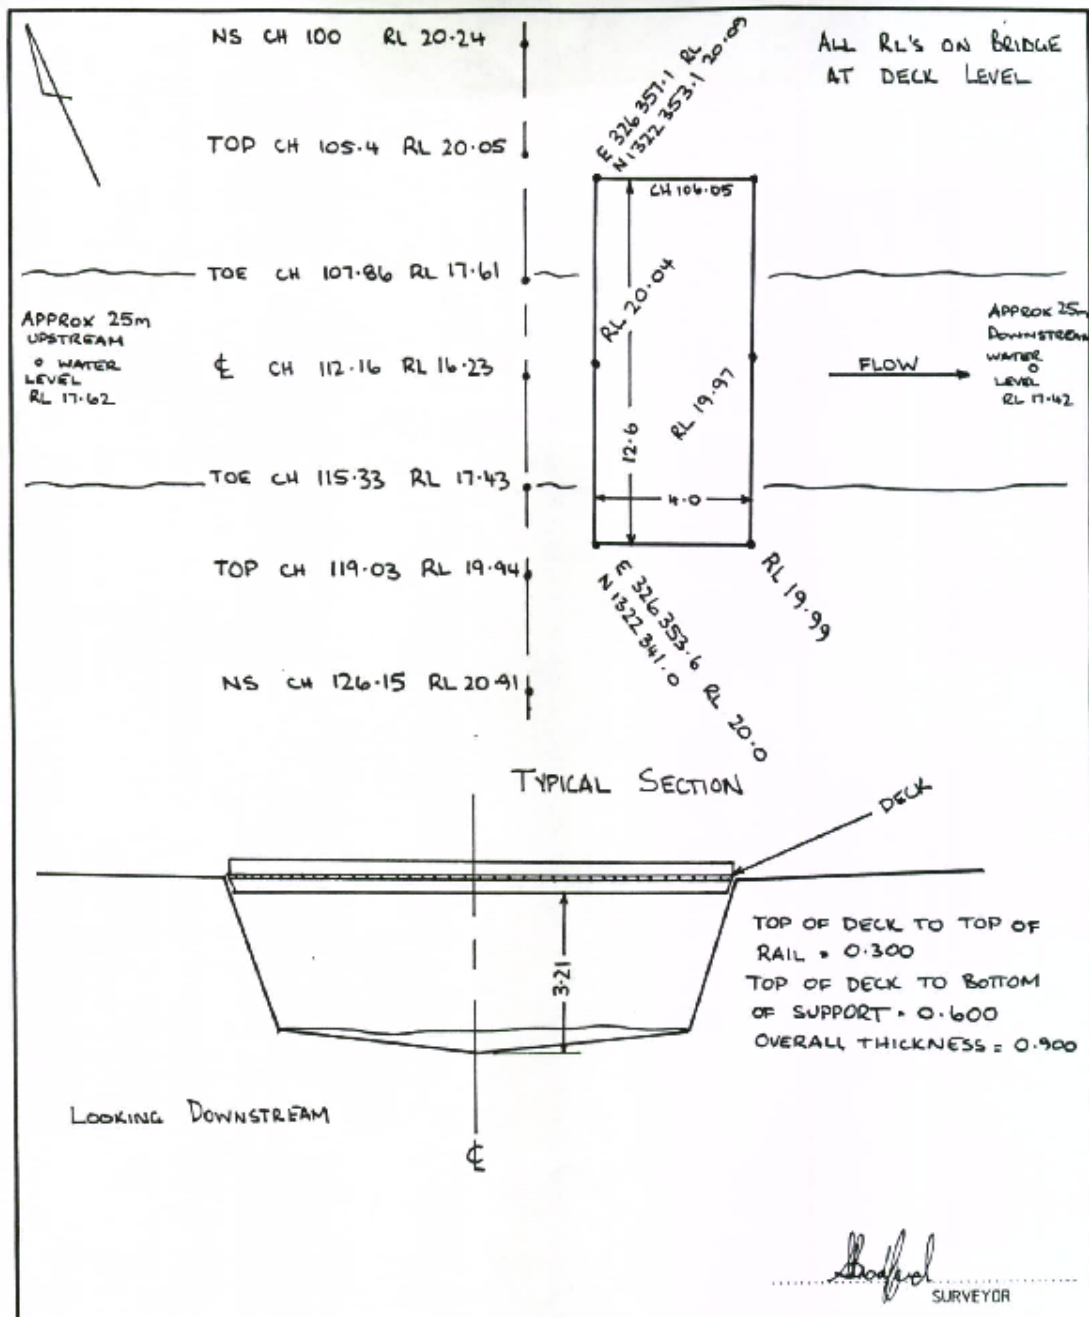 NS CH 100 RL 20.24
ALL RL'S ON BRIDGE
AT DECK LEVEL
E 326 357.1 RL
N 1322 353.1 20.09
TOP CH 105.4 RL 20.05
CH 106.05
TOE CH 107.86 RL 17.61
RL 20.04
APPROX 25m
UPSTREAM
WATER
LEVEL
RL 17.62
℄ CH 112.16 RL 16.23
RL 19.97
FLOW
APPROX 25m
DOWNSTREAM
WATER
LEVEL
RL 17.42
12.6
TOE CH 115.33 RL 17.43
4.0
TOP CH 119.03 RL 19.94
E 326 353.6 RL 20.0
N 1322 341.0
RL 19.99
NS CH 126.15 RL 20.91
TYPICAL SECTION
DECK
3.21
TOP OF DECK TO TOP OF
RAIL = 0.300
TOP OF DECK TO BOTTOM
OF SUPPORT = 0.600
OVERALL THICKNESS = 0.900
LOOKING DOWNSTREAM
℄
SURVEYOR